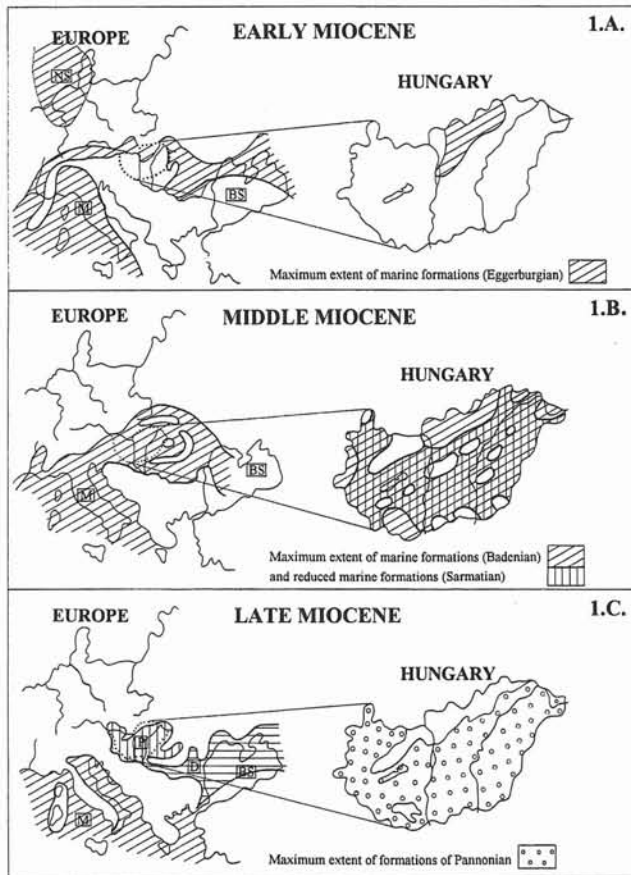 1.A.
EUROPE
EARLY MIOCENE
NS
HUNGARY
BS
M
Maximum extent of marine formations (Eggerburgian)
1.B.
EUROPE
MIDDLE MIOCENE
HUNGARY
BS
M
Maximum extent of marine formations (Badenian)
and reduced marine formations (Sarmatian)
1.C.
EUROPE
LATE MIOCENE
HUNGARY
P
D
BS
M
Maximum extent of formations of Pannonian